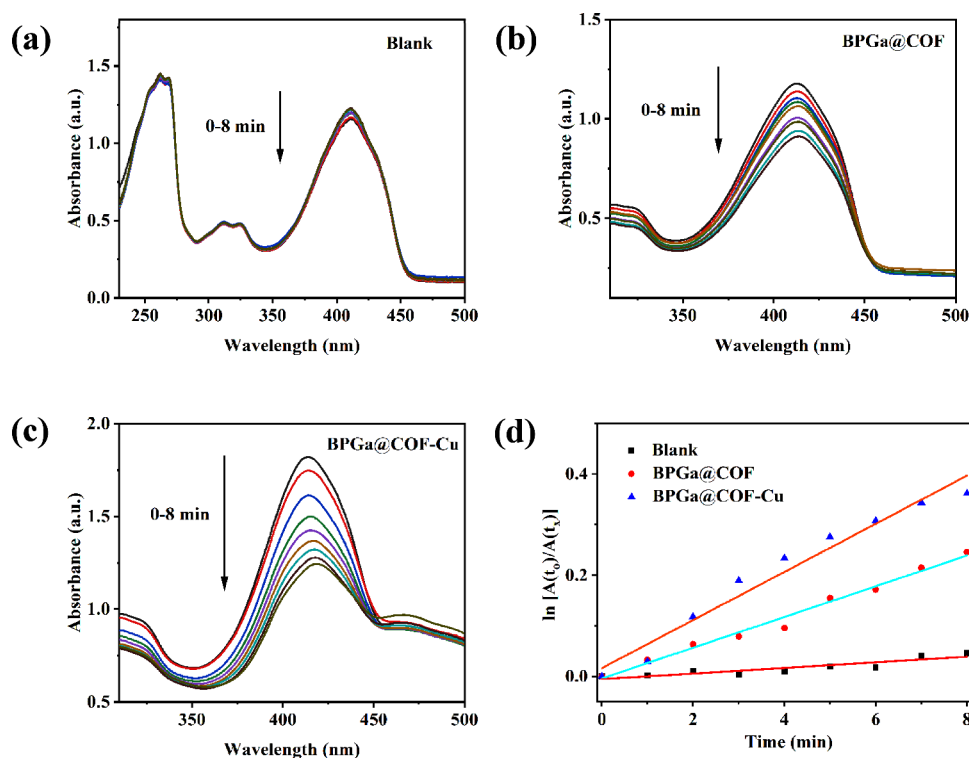 (a)
Blank
0-8 min
Absorbance (a.u.)
1.5
1.0
0.5
0.0
250 300 350 400 450 500
Wavelength (nm)
(b)
BPGa@COF
0-8 min
Absorbance (a.u.)
1.5
1.0
0.5
350 400 450 500
Wavelength (nm)
(c)
BPGa@COF-Cu
0-8 min
Absorbance (a.u.)
2.0
1.5
1.0
0.5
350 400 450 500
Wavelength (nm)
(d)
Blank
BPGa@COF
BPGa@COF-Cu
ln [A(t₀)/A(tₓ)]
0.4
0.2
0.0
0 2 4 6 8
Time (min)